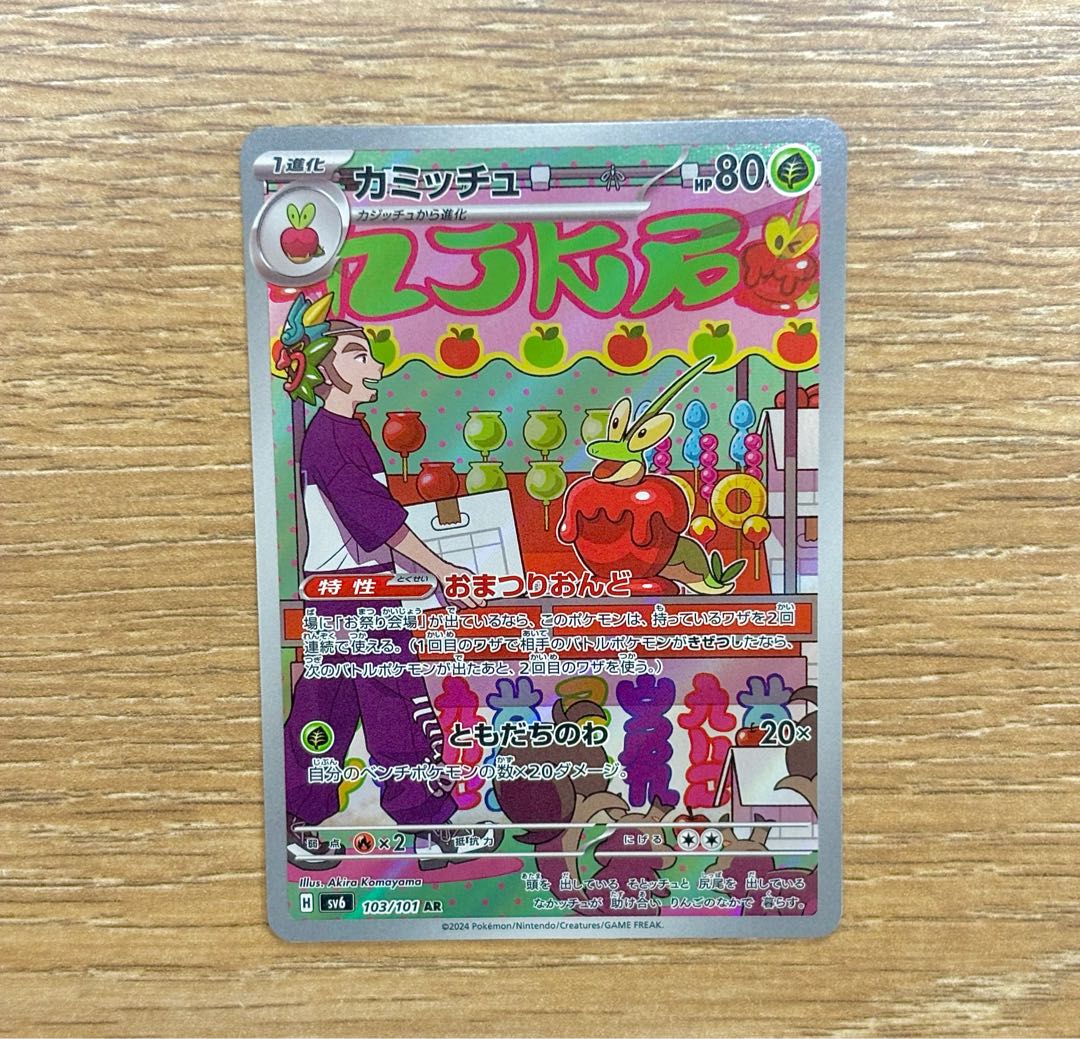 1進化
カミッチュ
HP80
カジッチュから進化
特性
とくせい
おまつりおんど
場に「お祭り会場」が出ているなら、このポケモンは、持っているワザを2回
連続で使える。（1回目のワザで相手のバトルポケモンがきぜつしたなら、
次のバトルポケモンが出たあと、2回目のワザを使う。）
ともだちのわ 20×
自分のベンチポケモンの数×20ダメージ。
弱点 ×2 抵抗力 にげる
Illus. Akira Komayama
頭を 出している そとッチュと 尻尾を 出している
なかッチュが 助け合い りんごのなかで 暮らす。
H sv6 103/101 AR
©2024 Pokémon/Nintendo/Creatures/GAME FREAK.